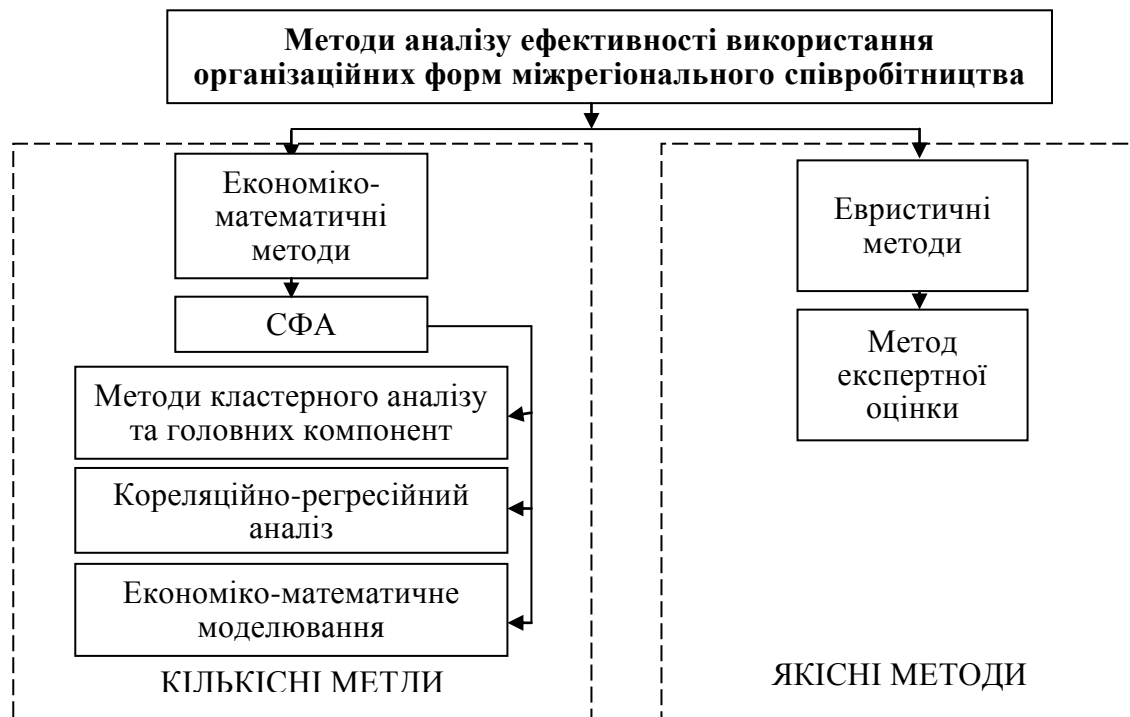 Методи аналізу ефективності використання
організаційних форм міжрегіонального співробітництва
Економіко-
математичні
методи
СФА
Методи кластерного аналізу
та головних компонент
Кореляційно-регресійний
аналіз
Економіко-математичне
моделювання
КІЛЬКІСНІ МЕТДИ
Евристичні
методи
Метод
експертної
оцінки
ЯКІСНІ МЕТОДИ